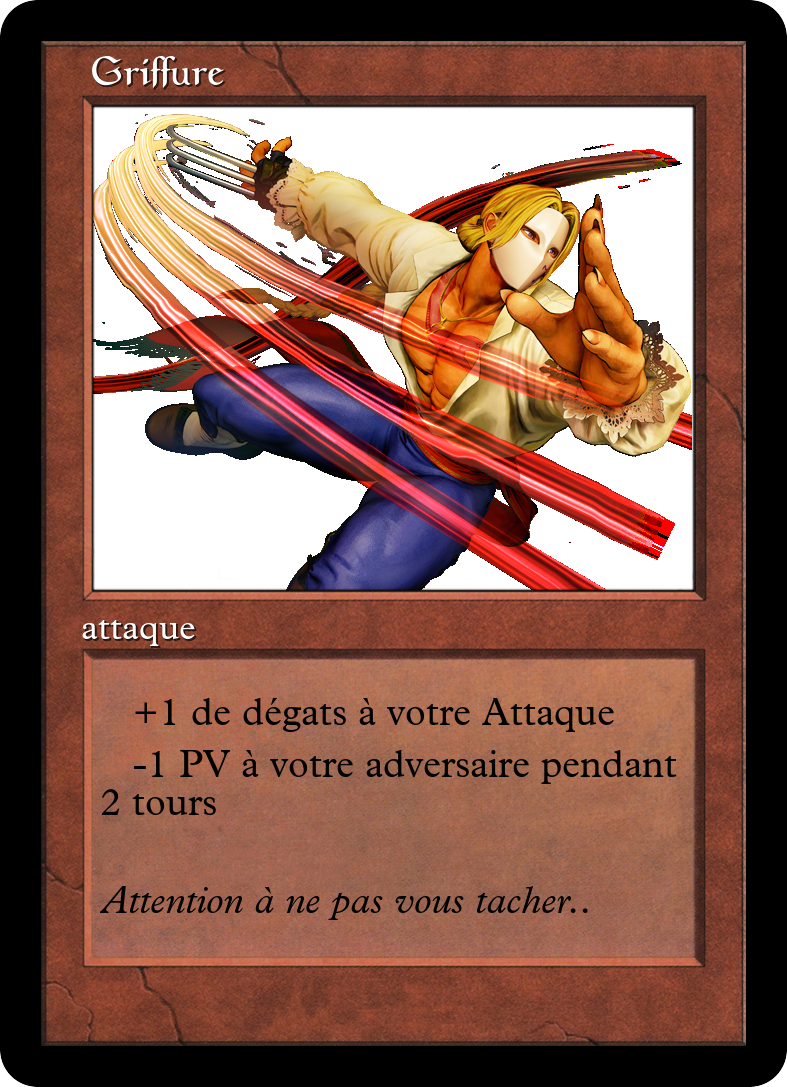 Griffure
attaque
+1 de dégats à votre Attaque
-1 PV à votre adversaire pendant
2 tours
Attention à ne pas vous tacher..